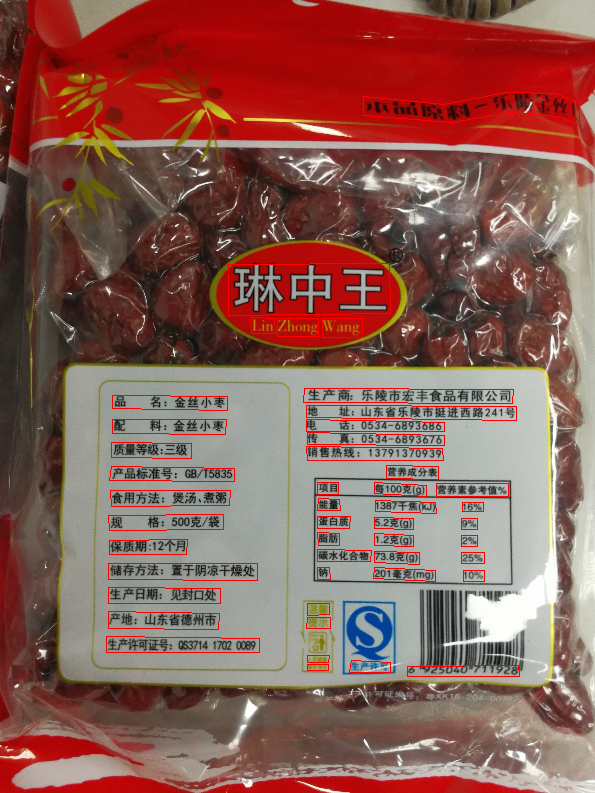 本品原料-乐陵金丝
琳中王®
Lin Zhong Wang
品 名：金丝小枣
配 料：金丝小枣
质量等级:三级
产品标准号：GB/T5835
食用方法：煲汤,煮粥
规 格：500克/袋
保质期:12个月
储存方法：置于阴凉干燥处
生产日期：见封口处
产地：山东省德州市
生产许可证号：QS3714 1702 0089
生产商：乐陵市宏丰食品有限公司
地 址：山东省乐陵市挺进西路241号
电 话：0534-6893686
传 真：0534-6893676
销售热线：13791370939
营养成分表
项目 每100克(g) 营养素参考值%
能量 1387千焦(kJ) 16%
蛋白质 5.2克(g) 9%
脂肪 1.2克(g) 2%
碳水化合物 73.8克(g) 25%
钠 201毫克(mg) 10%
温馨
提示
生产许可
6 925040 711928